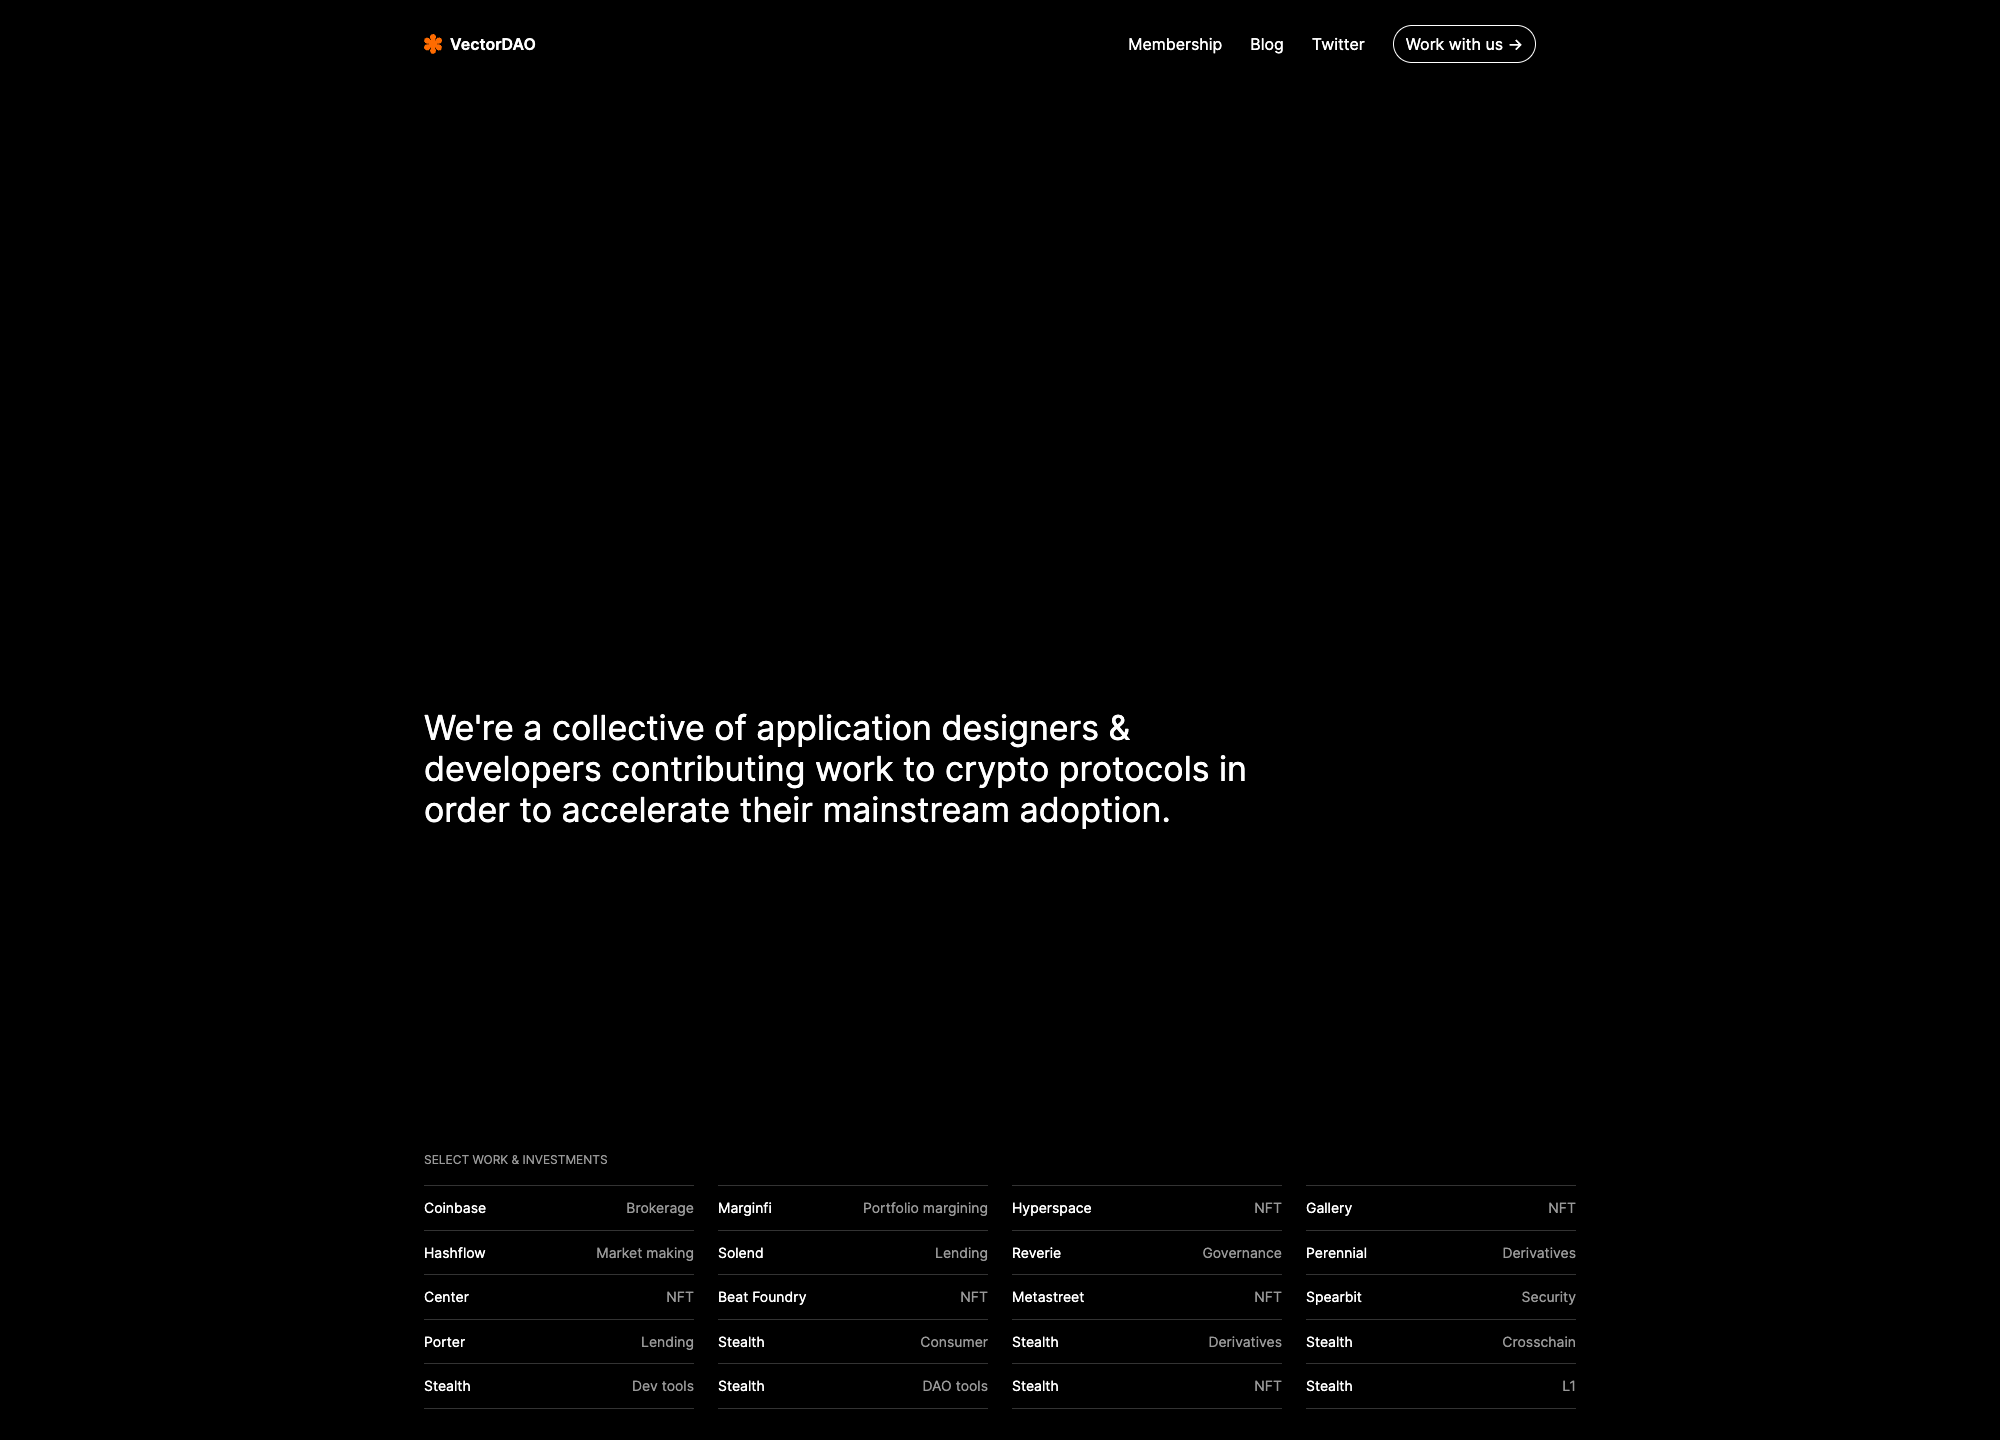 VectorDAO
Membership Blog Twitter Work with us →
We're a collective of application designers &
developers contributing work to crypto protocols in
order to accelerate their mainstream adoption.
SELECT WORK & INVESTMENTS
Coinbase Brokerage Marginfi Portfolio margining Hyperspace NFT Gallery NFT
Hashflow Market making Solend Lending Reverie Governance Perennial Derivatives
Center NFT Beat Foundry NFT Metastreet NFT Spearbit Security
Porter Lending Stealth Consumer Stealth Derivatives Stealth Crosschain
Stealth Dev tools Stealth DAO tools Stealth NFT Stealth L1